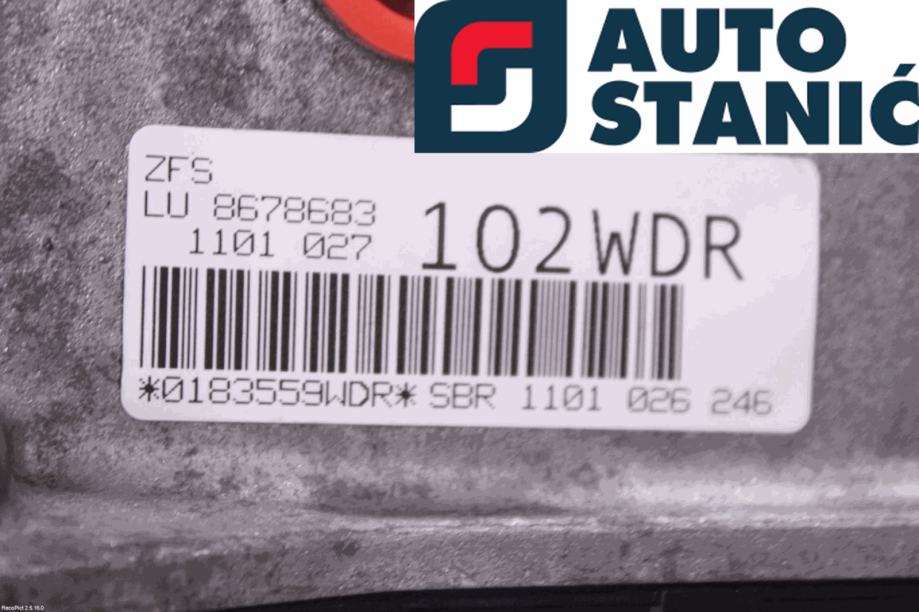 AUTO
STANIĆ
ZFS
LU 8678683
1101 027
102WDR
*0183559WDR* SBR 1101 026 246
RecoPict 2.5.16.0